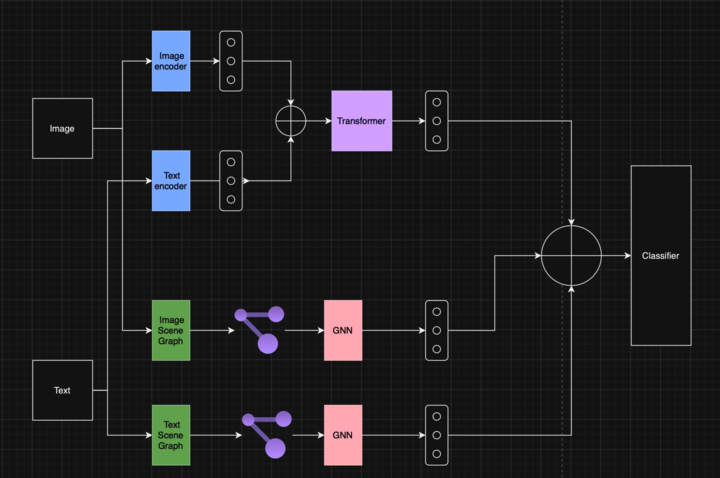 Image
encoder
Image
Transformer
Text
encoder
Classifier
Image
Scene
Graph
GNN
Text
Text
Scene
Graph
GNN